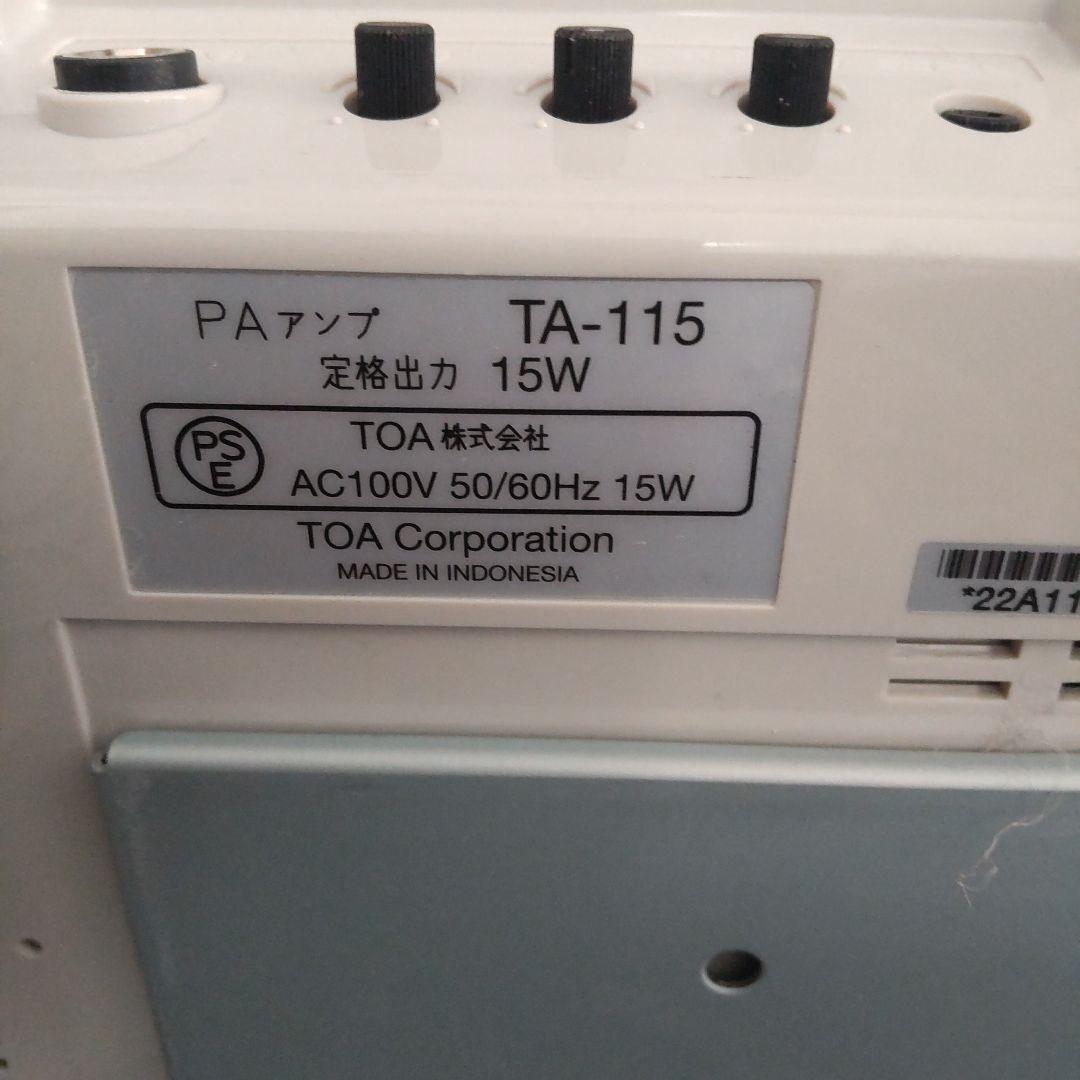 PAアンプ TA-115
定格出力 15W
PSE TOA株式会社
AC100V 50/60Hz 15W
TOA Corporation
MADE IN INDONESIA
*22A11